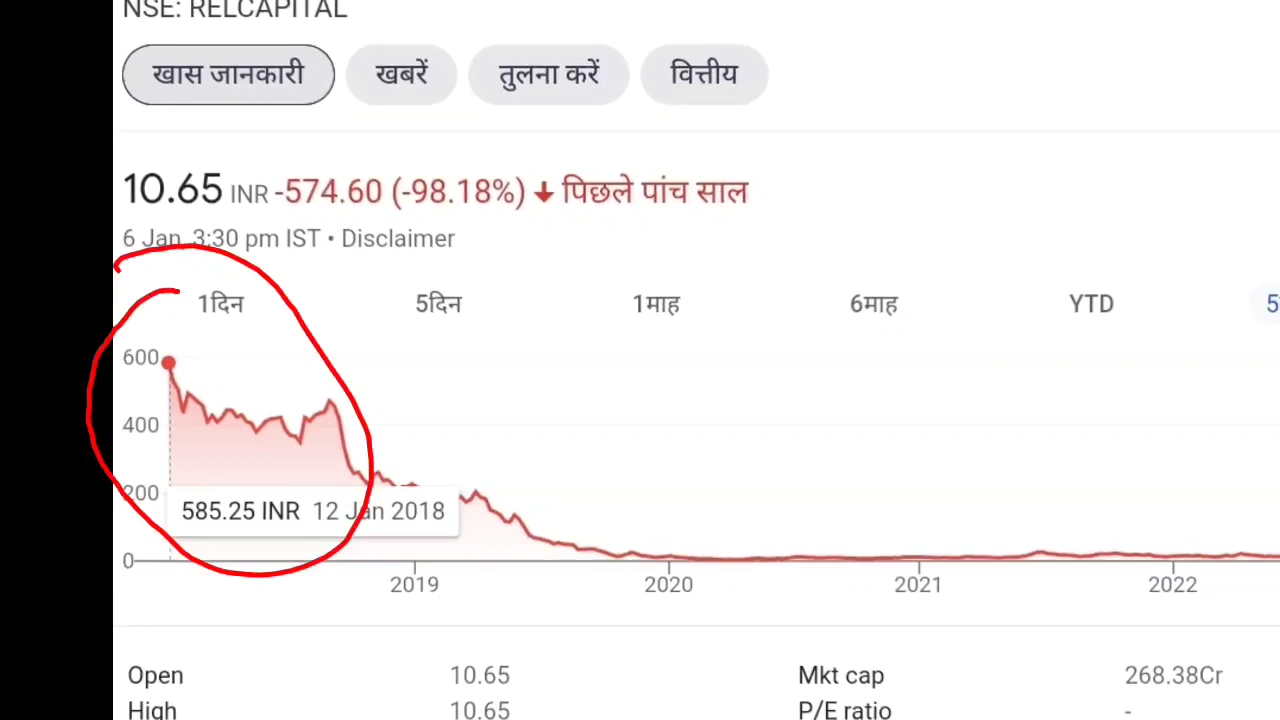 NSE: RELCAPITAL
खास जानकारी खबरें तुलना करें वित्तीय
10.65 INR -574.60 (-98.18%) ↓ पिछले पांच साल
6 Jan, 3:30 pm IST • Disclaimer
1दिन 5दिन 1माह 6माह YTD 5
600
400
200
585.25 INR 12 Jan 2018
0
2019 2020 2021 2022
Open 10.65 Mkt cap 268.38Cr
High 10.65 P/E ratio -